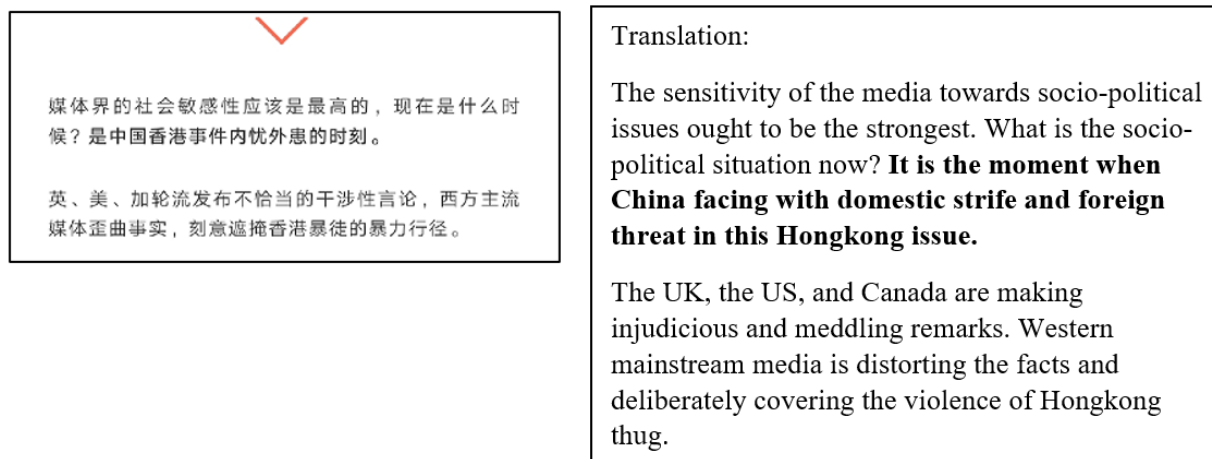 媒体界的社会敏感性应该是最高的，现在是什么时
候？是中国香港事件内忧外患的时刻。
英、美、加轮流发布不恰当的干涉性言论，西方主流
媒体歪曲事实，刻意遮掩香港暴徒的暴力行径。
Translation:
The sensitivity of the media towards socio-political
issues ought to be the strongest. What is the socio-
political situation now? It is the moment when
China facing with domestic strife and foreign
threat in this Hongkong issue.
The UK, the US, and Canada are making
injudicious and meddling remarks. Western
mainstream media is distorting the facts and
deliberately covering the violence of Hongkong
thug.